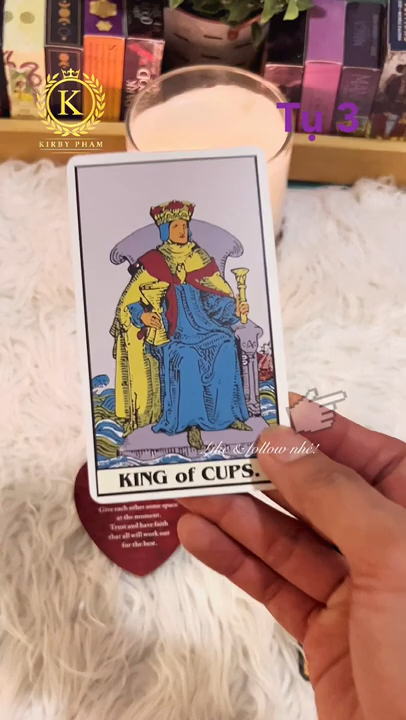 K
KIRBY PHAM
Tụ 3
Like & follow nhé!
KING of CUPS.
Give each other some space
at the moment.
Trust and have faith
that all will work out
for the best.